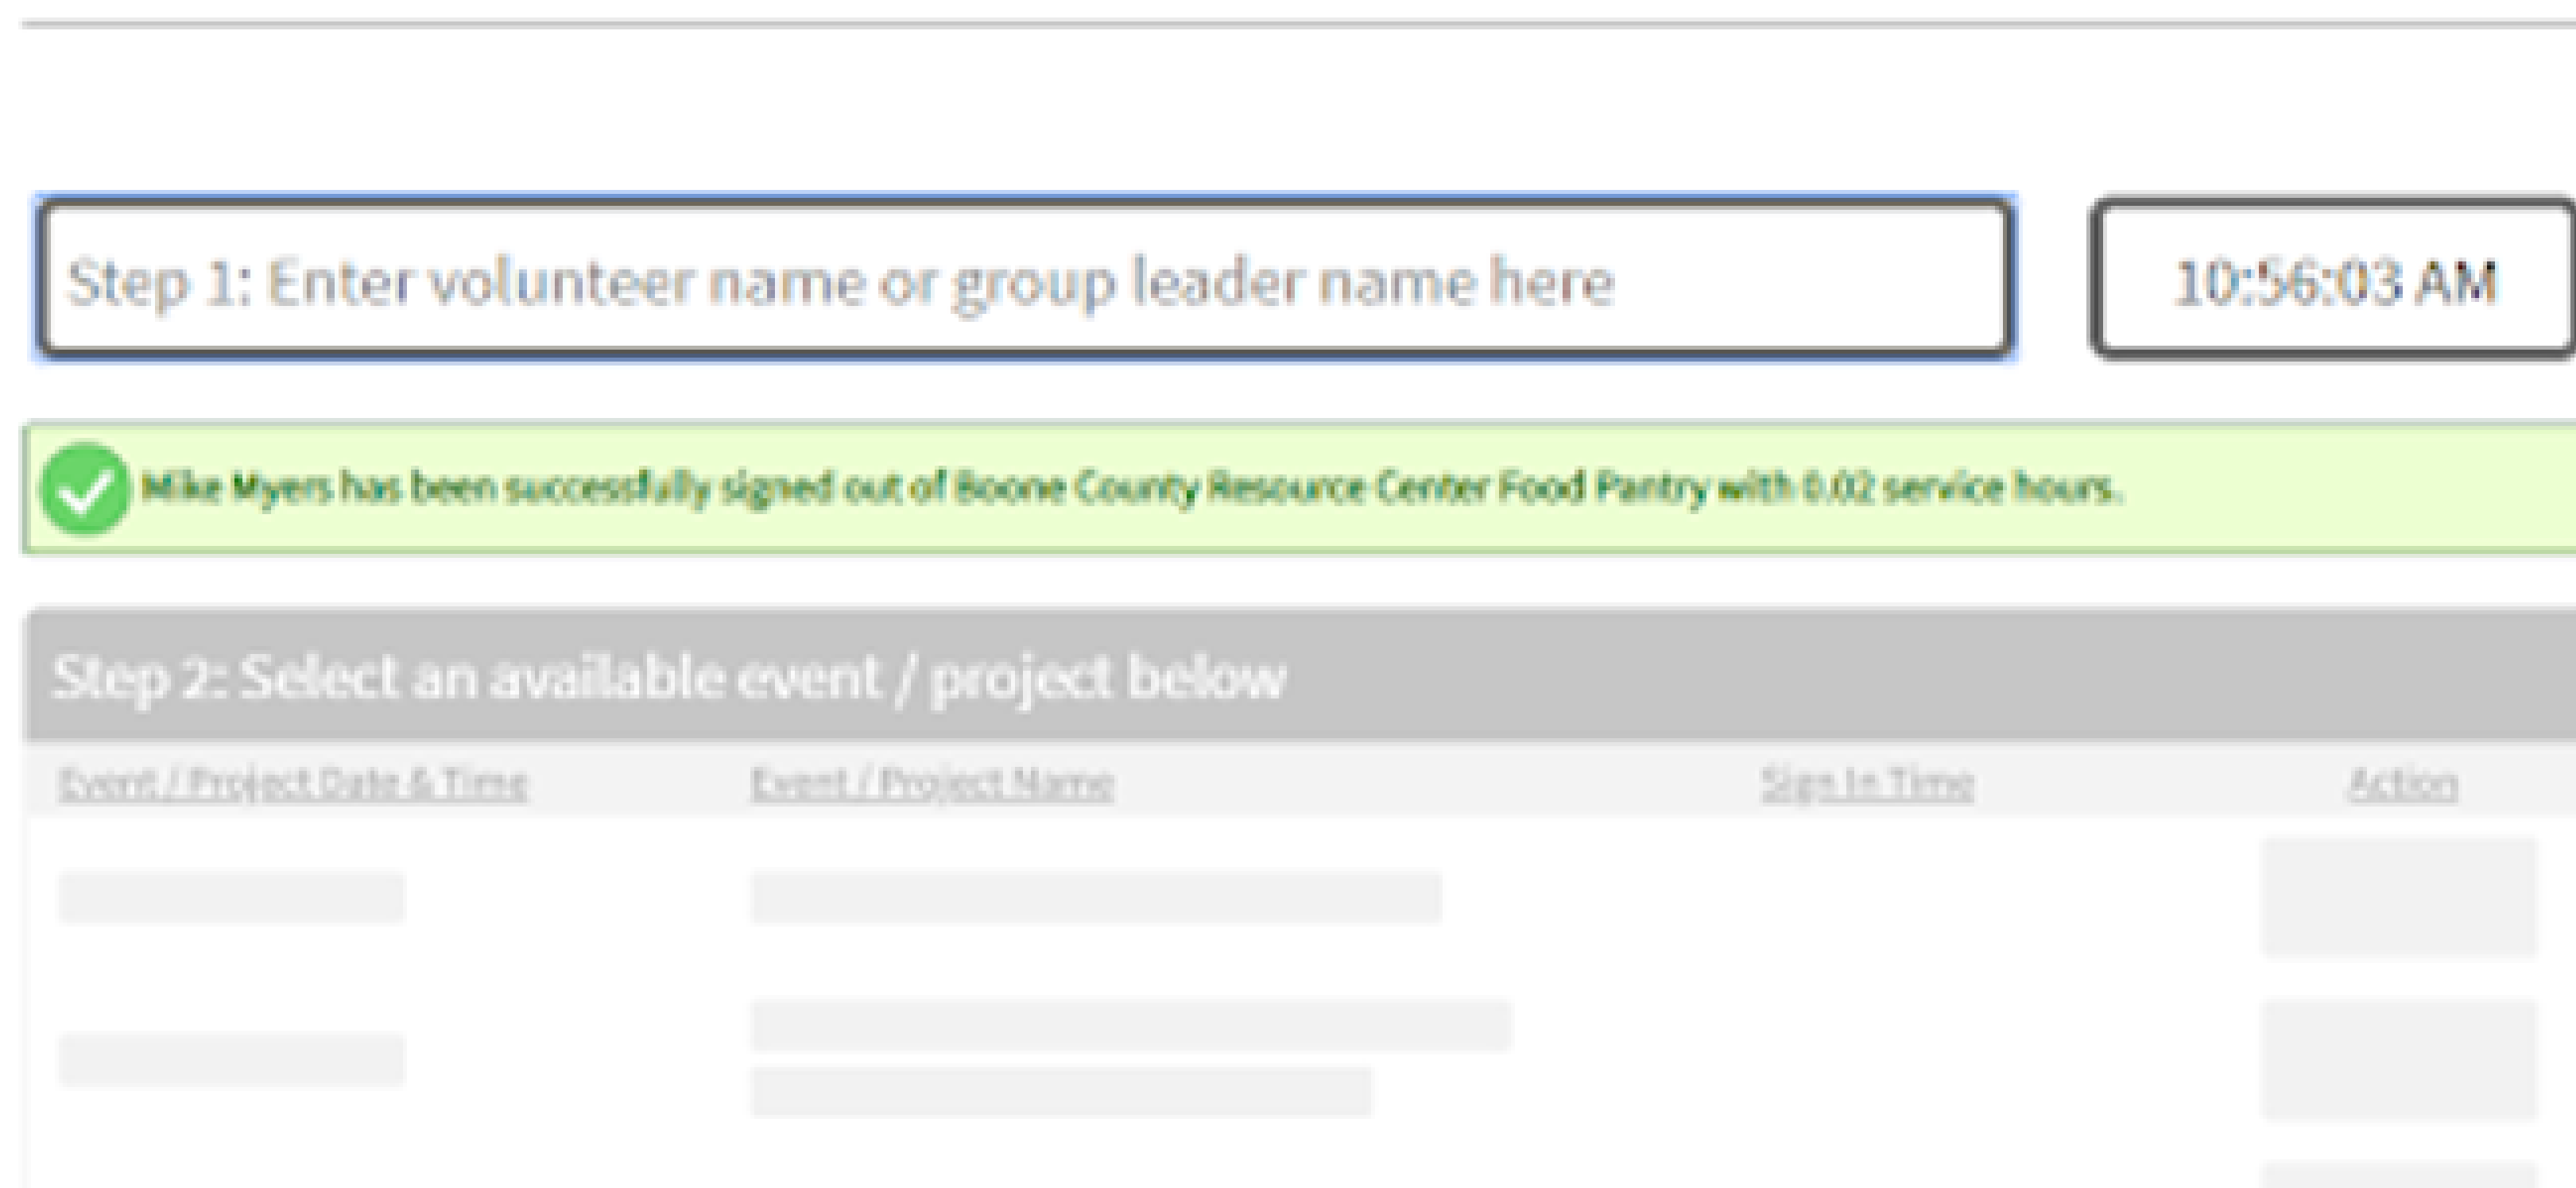 Step 1: Enter volunteer name or group leader name here
10:56:03 AM
Mike Myers has been successfully signed out of Boone County Resource Center Food Pantry with 0.02 service hours.
Step 2: Select an available event / project below
Event / Project Date & Time Event / Project Name Sign In Time Action